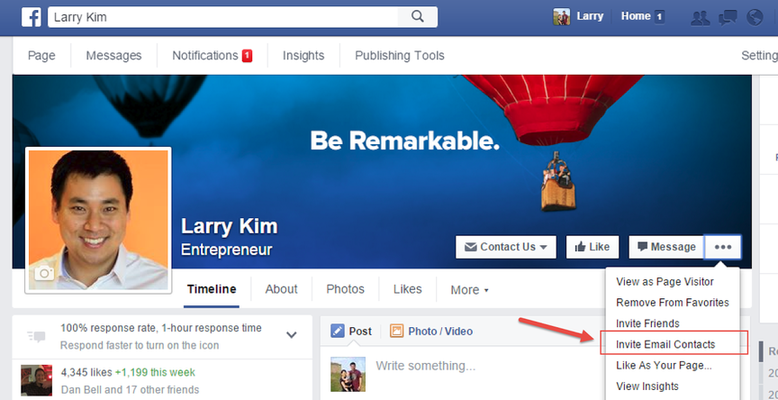 f
Larry Kim
Larry
Home 1
Page
Messages
Notifications 1
Insights
Publishing Tools
Be Remarkable.
Larry Kim
Entrepreneur
Contact Us
Like
Message
Timeline
About
Photos
Likes
More
View as Page Visitor
Remove From Favorites
Invite Friends
Invite Email Contacts
Like As Your Page...
View Insights
100% response rate, 1-hour response time
Respond faster to turn on the icon
4,345 likes +1,199 this week
Dan Bell and 17 other friends
Post
Photo / Video
Write something...